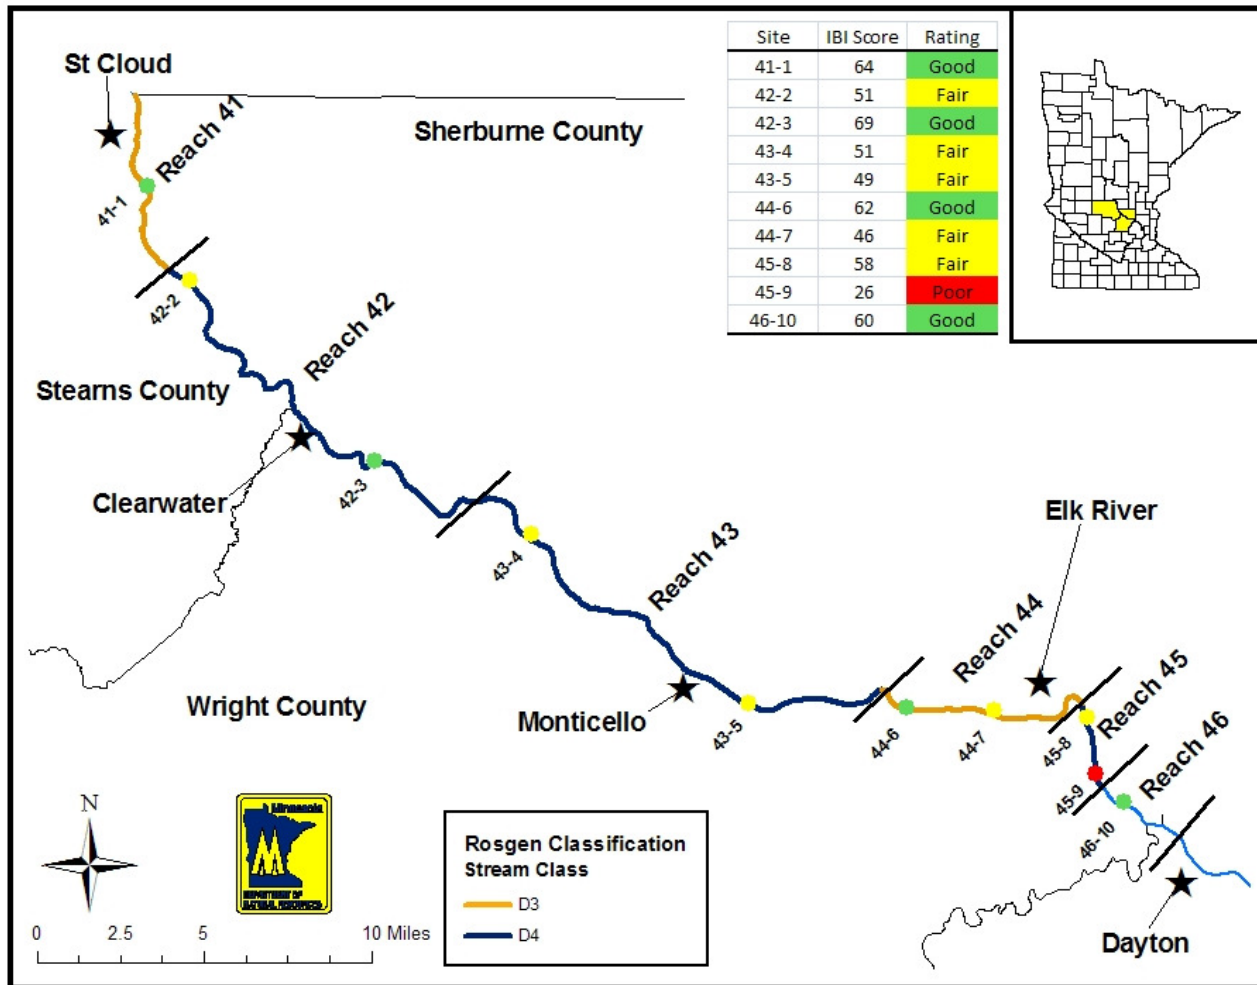 St Cloud
Sherburne County
Reach 41
41-1
42-2
Reach 42
Stearns County
Clearwater
42-3
43-4
Reach 43
Wright County
Monticello
43-5
Elk River
Reach 44
44-6
44-7
45-8
Reach 45
45-9
Reach 46
46-10
Dayton
Site IBI Score Rating
41-1 64 Good
42-2 51 Fair
42-3 69 Good
43-4 51 Fair
43-5 49 Fair
44-6 62 Good
44-7 46 Fair
45-8 58 Fair
45-9 26 Poor
46-10 60 Good
N
Minnesota
M
DEPARTMENT OF
NATURAL RESOURCES
0 2.5 5 10 Miles
Rosgen Classification
Stream Class
D3
D4